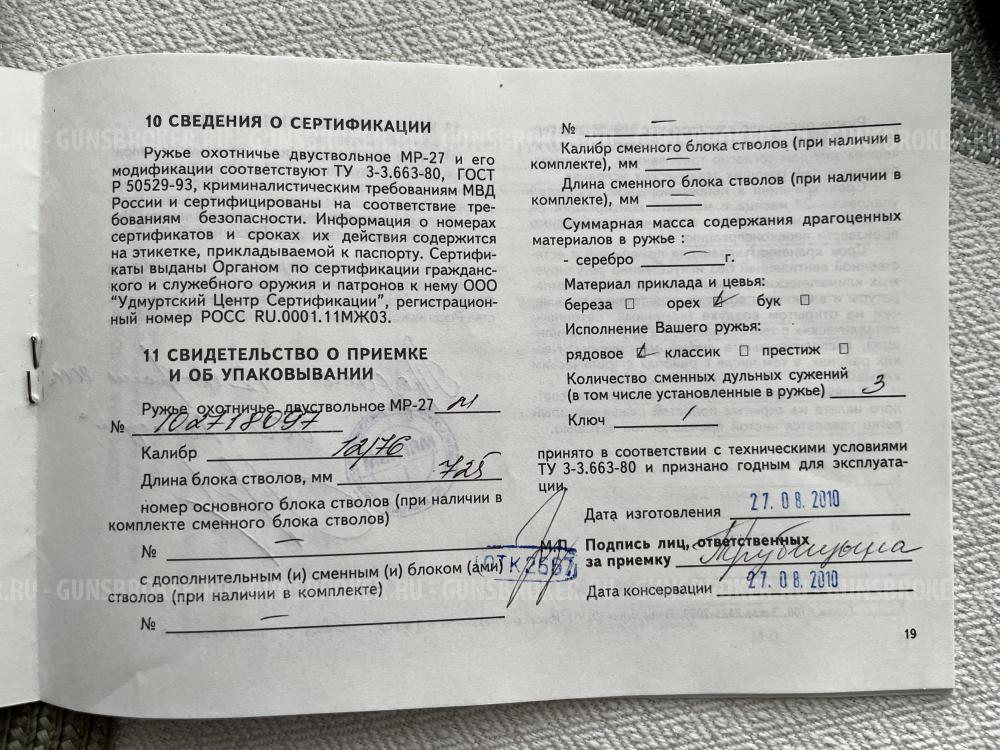 10 СВЕДЕНИЯ О СЕРТИФИКАЦИИ
Ружье охотничье двуствольное МР-27 и его
модификации соответствуют ТУ 3-3.663-80, ГОСТ
Р 50529-93, криминалистическим требованиям МВД
России и сертифицированы на соответствие тре-
бованиям безопасности. Информация о номерах
сертификатов и сроках их действия содержится
на этикетке, прикладываемой к паспорту. Сертифи-
каты выданы Органом по сертификации гражданс-
кого и служебного оружия и патронов к нему ООО
“Удмуртский Центр Сертификации”, регистрацион-
ный номер РОСС RU.0001.11МЖ03.
11 СВИДЕТЕЛЬСТВО О ПРИЕМКЕ
И ОБ УПАКОВЫВАНИИ
Ружье охотничье двуствольное МР-27 м
№ 102718097
Калибр 12/76
Длина блока стволов, мм 725
номер основного блока стволов (при наличии в
комплекте сменного блока стволов)
№ —
с дополнительным (и) сменным (и) блоком (ами)
стволов (при наличии в комплекте)
№ —
№ —
Калибр сменного блока стволов (при наличии в
комплекте), мм —
Длина сменного блока стволов (при наличии в
комплекте), мм —
Суммарная масса содержания драгоценных
материалов в ружье :
- серебро — г.
Материал приклада и цевья:
береза ☐ орех ☑ бук ☐
Исполнение Вашего ружья:
рядовое ☑ классик ☐ престиж ☐
Количество сменных дульных сужений
(в том числе установленные в ружье) 3
Ключ 1
принято в соответствии с техническими условиями
ТУ 3-3.663-80 и признано годным для эксплуата-
ции.
Дата изготовления 27.08.2010
М.П. Подпись лиц, ответственных
за приемку Трубицына
ОТК2567
Дата консервации 27.08.2010
19
GUNSBROKER.RU